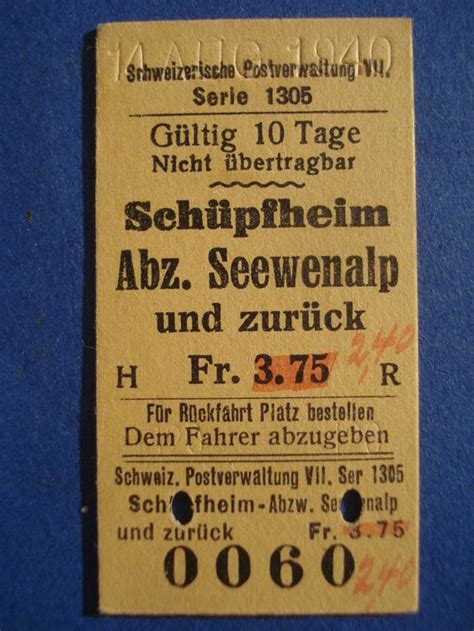 14 AUG. 1940
Schweizerische Postverwaltung VII.
Serie 1305
Gültig 10 Tage
Nicht übertragbar
Schüpfheim
Abz. Seewenalp
und zurück
H Fr. 3.75 2,40 R
Für Rückfahrt Platz bestellen
Dem Fahrer abzugeben
Schweiz. Postverwaltung VII. Ser 1305
Schüpfheim-Abzw. Seewenalp
und zurück Fr. 3.75
0060 2,40